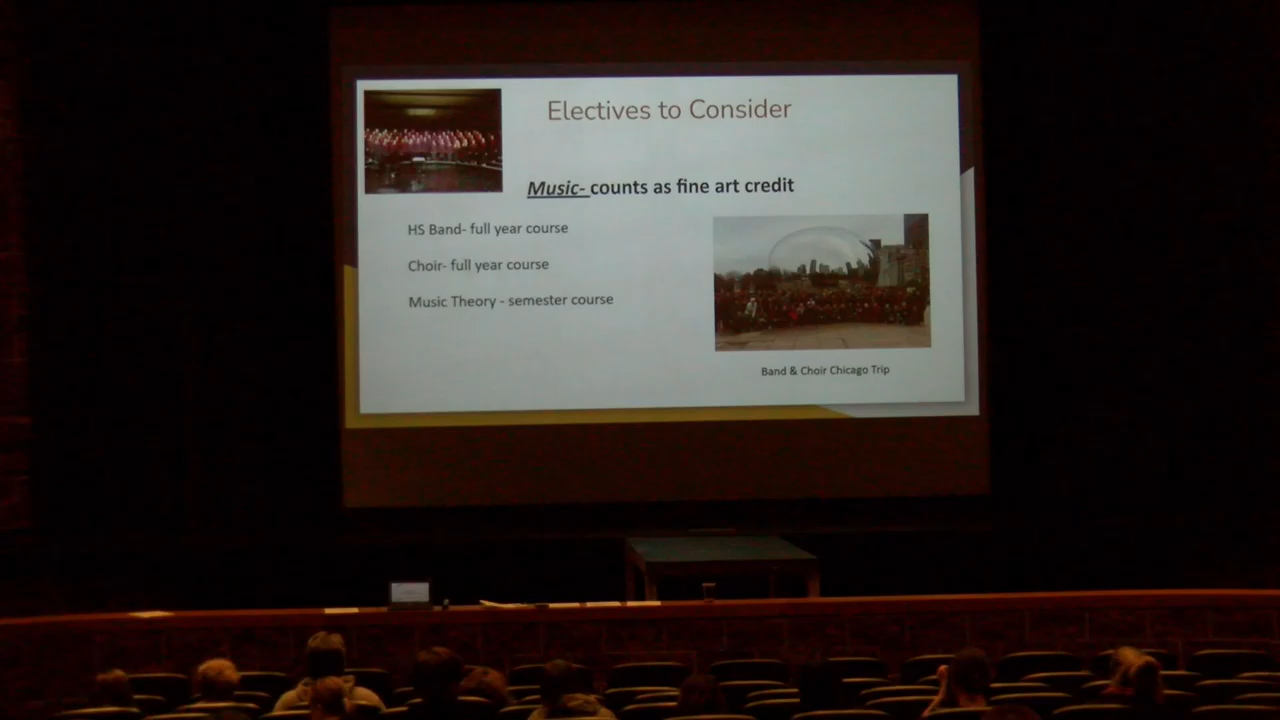 Electives to Consider
Music- counts as fine art credit
HS Band- full year course
Choir- full year course
Music Theory - semester course
Band & Choir Chicago Trip